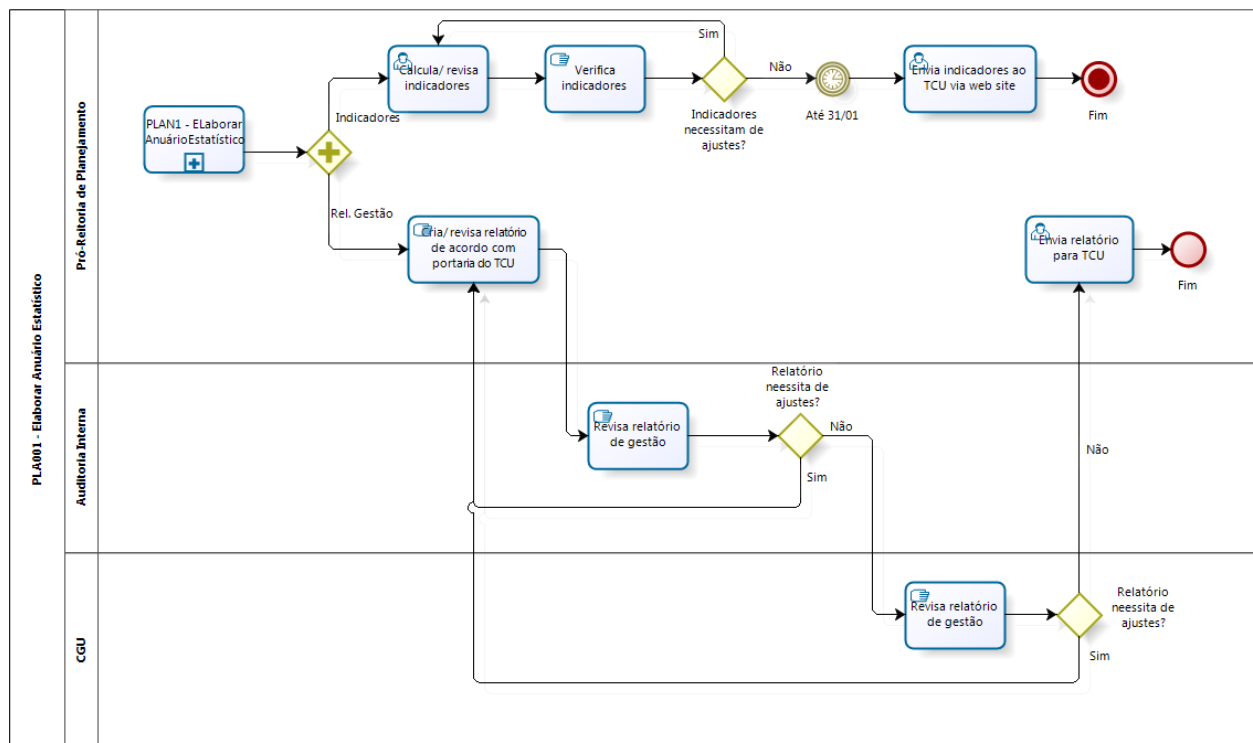 PLA001 - Elaborar Anuário Estatístico
Pró-Reitoria de Planejamento
PLAN1 - ELaborar
AnuárioEstatístico
Indicadores
Rel. Gestão
Calcula/ revisa
indicadores
Verifica
indicadores
Sim
Indicadores
necessitam de
ajustes?
Não
Até 31/01
Envia indicadores ao
TCU via web site
Fim
Cria/ revisa relatório
de acordo com
portaria do TCU
Envia relatório
para TCU
Fim
Auditoria Interna
Revisa relatório
de gestão
Relatório
neessita de
ajustes?
Não
Sim
Não
CGU
Revisa relatório
de gestão
Relatório
neessita de
ajustes?
Sim